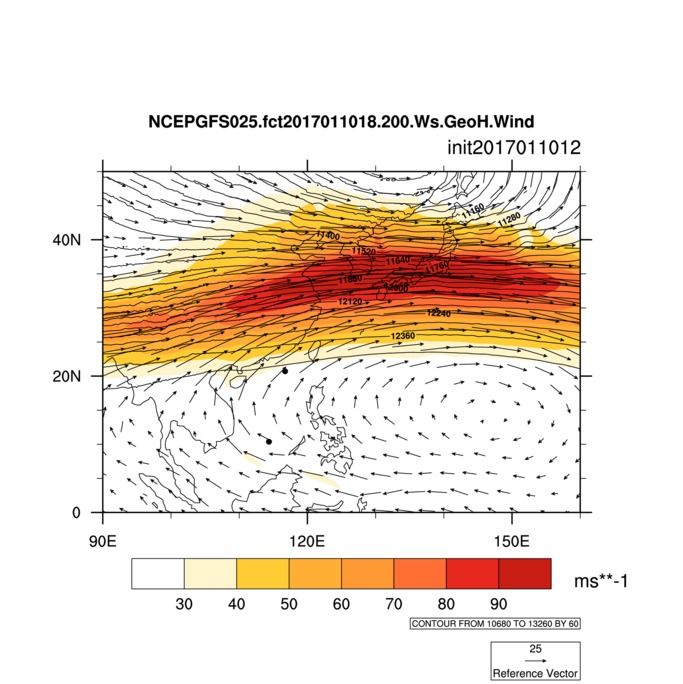 NCEPGFS025.fct2017011018.200.Ws.GeoH.Wind
init2017011012
11160
11280
11400
11520
11640
11760
11880
12000
12120
12240
12360
40N
20N
0
90E 120E 150E
30 40 50 60 70 80 90
ms**-1
CONTOUR FROM 10680 TO 13260 BY 60
25
Reference Vector